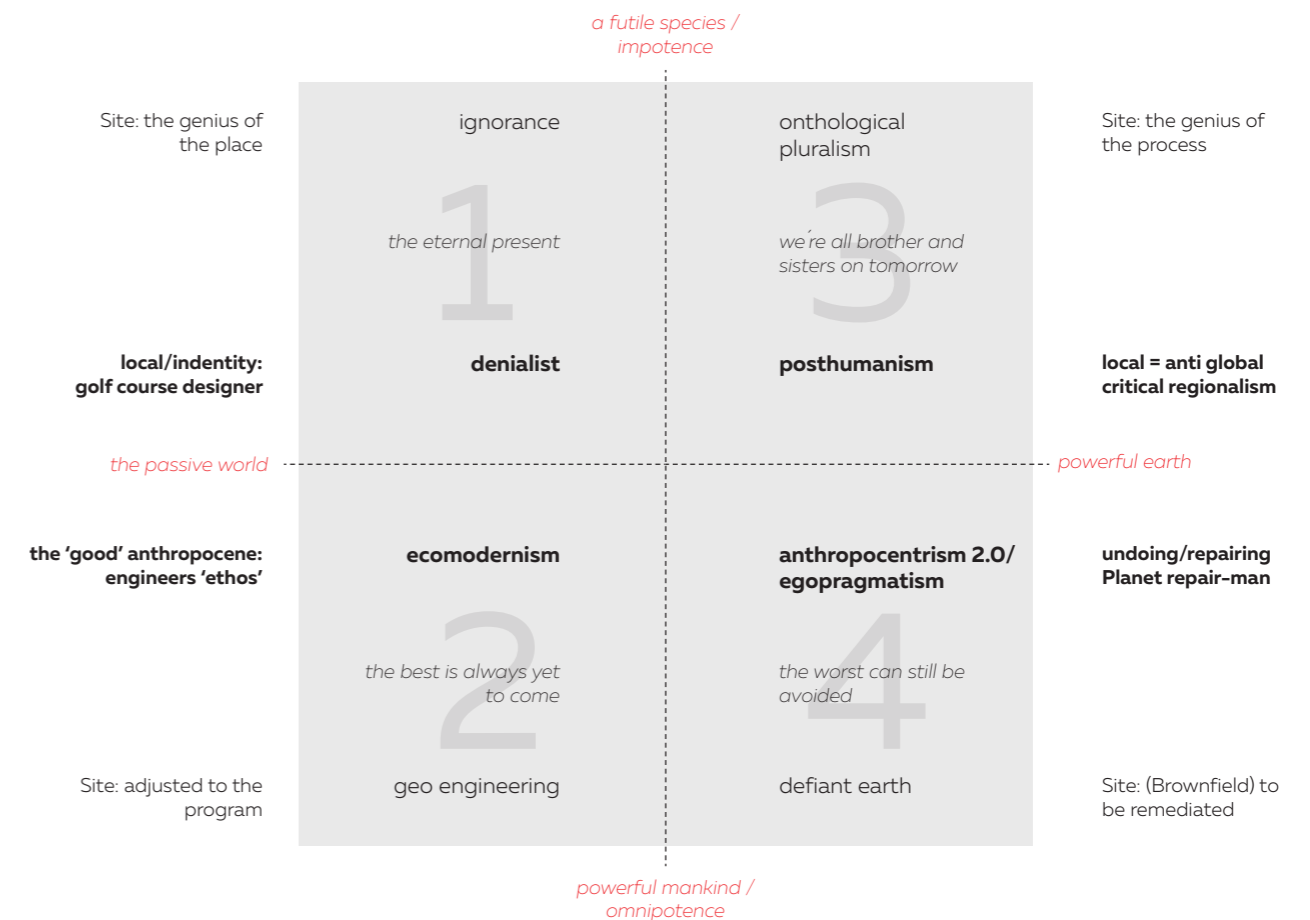 a futile species /
impotence
Site: the genius of
the place
ignorance
onthological
pluralism
Site: the genius of
the process
1
the eternal present
3
we're all brother and
sisters on tomorrow
local/indentity:
golf course designer
denialist
posthumanism
local = anti global
critical regionalism
the passive world
powerful earth
the ‘good’ anthropocene:
engineers ‘ethos’
ecomodernism
anthropocentrism 2.0/
egopragmatism
undoing/repairing
Planet repair-man
2
the best is always yet
to come
4
the worst can still be
avoided
Site: adjusted to the
program
geo engineering
defiant earth
Site: (Brownfield) to
be remediated
powerful mankind /
omnipotence